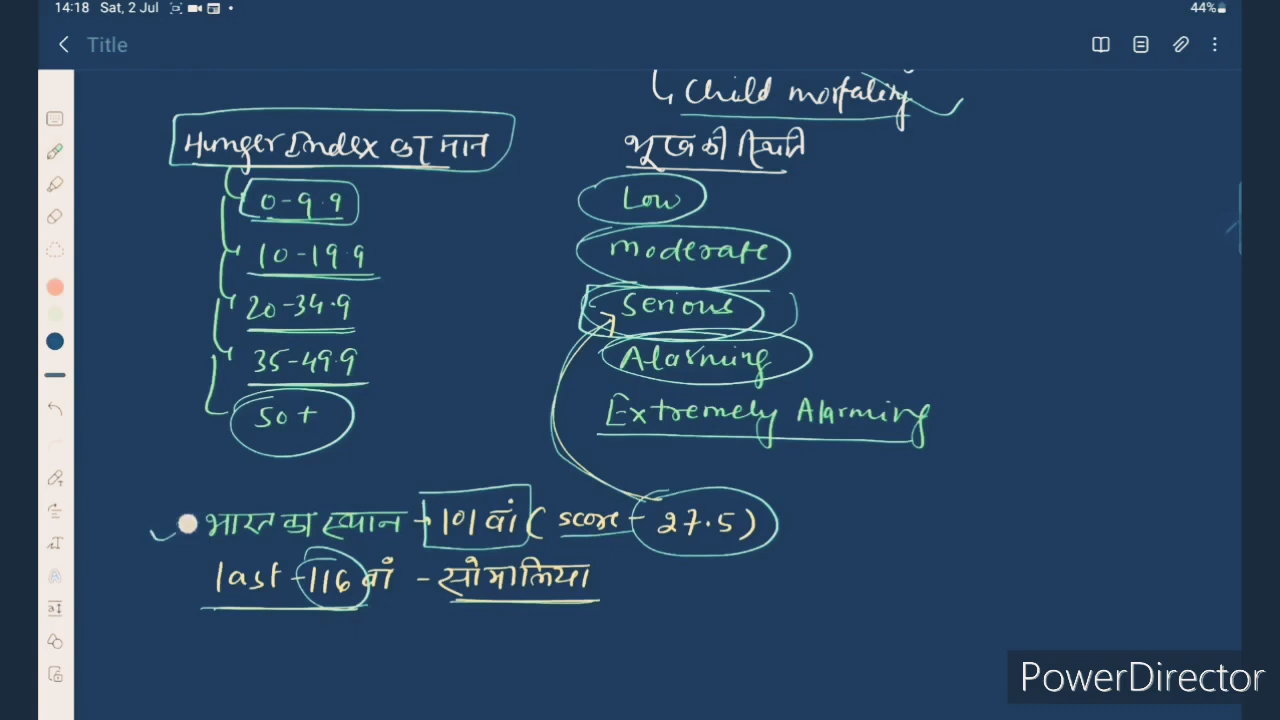 14:18 Sat, 2 Jul
44%
Title
↳ Child mortality
Hunger Index का मान
भूख की स्थिति
0-9.9
Low
10-19.9
Moderate
20-34.9
Serious
35-49.9
Alarming
50+
Extremely Alarming
भारत का स्थान - 101 वां ( score - 27.5 )
last - 116 वां - सोमालिया
PowerDirector